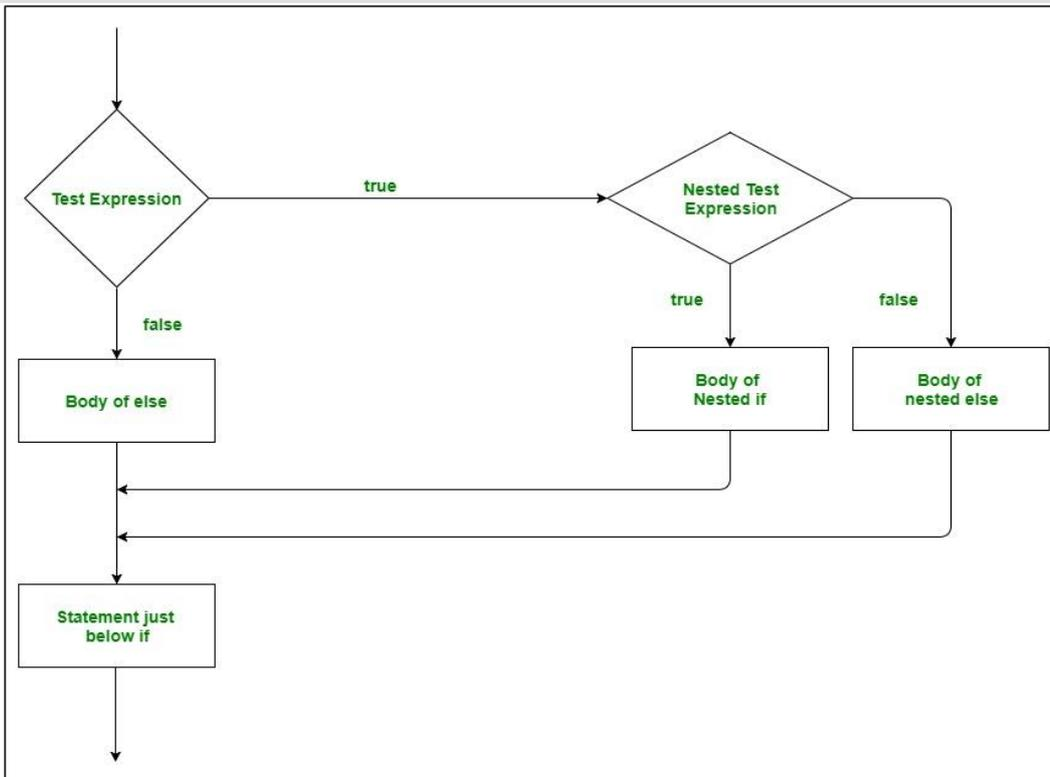 Test Expression
true
Nested Test
Expression
false
true
false
Body of else
Body of
Nested if
Body of
nested else
Statement just
below if